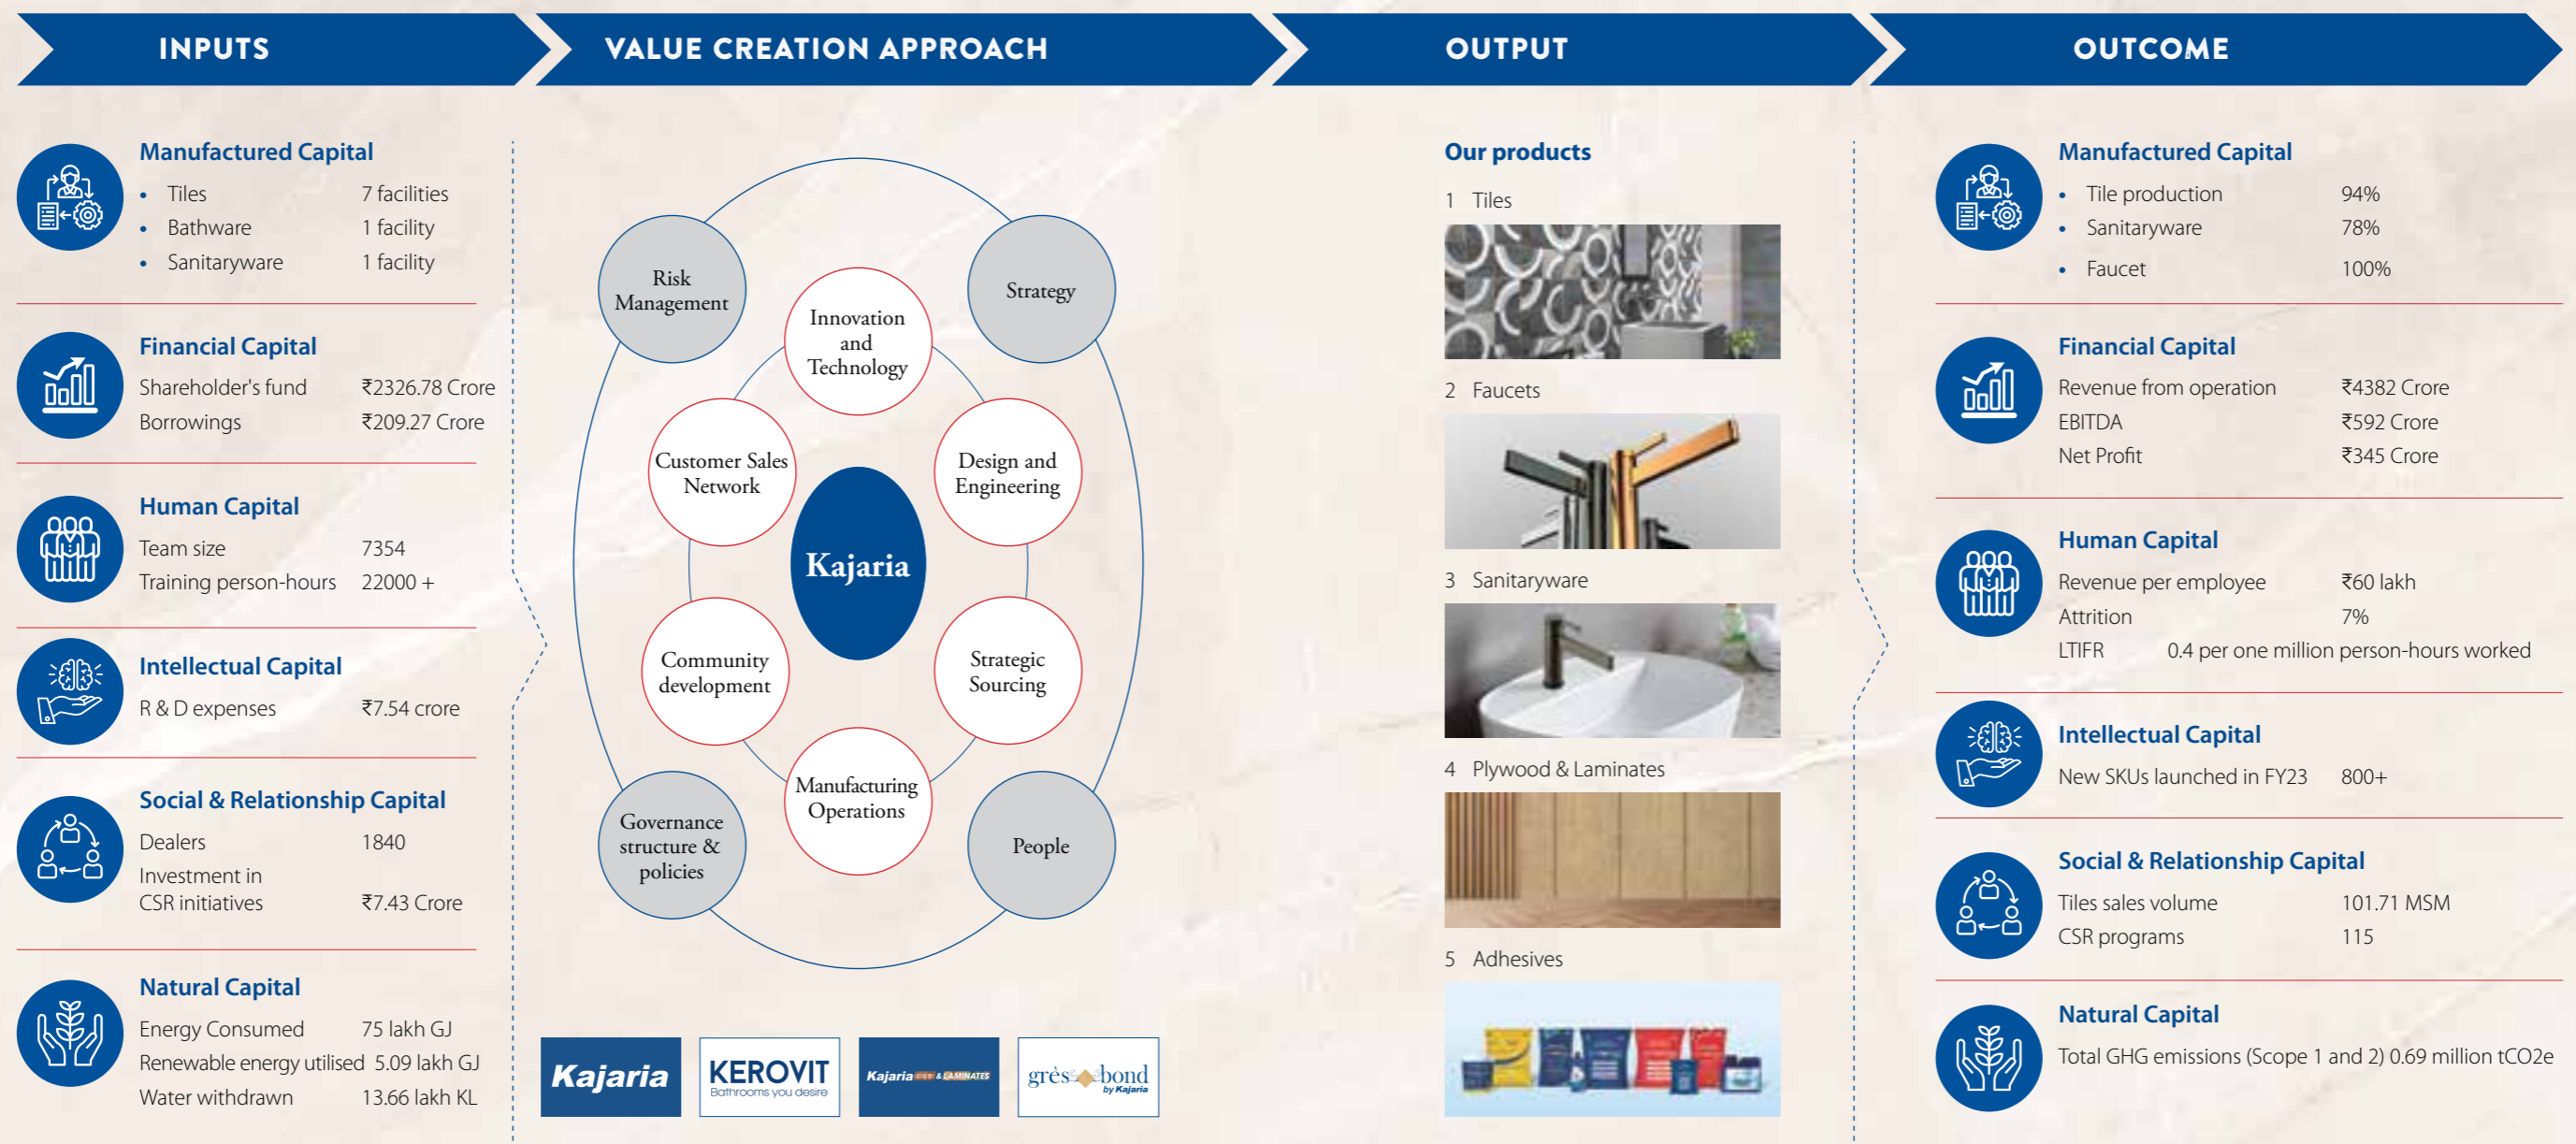 INPUTS
VALUE CREATION APPROACH
OUTPUT
OUTCOME
Manufactured Capital
• Tiles 7 facilities
• Bathware 1 facility
• Sanitaryware 1 facility
Financial Capital
Shareholder's fund ₹2326.78 Crore
Borrowings ₹209.27 Crore
Human Capital
Team size 7354
Training person-hours 22000 +
Intellectual Capital
R & D expenses ₹7.54 crore
Social & Relationship Capital
Dealers 1840
Investment in
CSR initiatives ₹7.43 Crore
Natural Capital
Energy Consumed 75 lakh GJ
Renewable energy utilised 5.09 lakh GJ
Water withdrawn 13.66 lakh KL
Risk
Management
Strategy
Innovation
and
Technology
Customer Sales
Network
Design and
Engineering
Kajaria
Community
development
Strategic
Sourcing
Manufacturing
Operations
Governance
structure &
policies
People
Kajaria
KEROVIT
Bathrooms you desire
Kajaria & LAMINATES
grès bond
by Kajaria
Our products
1 Tiles
2 Faucets
3 Sanitaryware
4 Plywood & Laminates
5 Adhesives
Manufactured Capital
• Tile production 94%
• Sanitaryware 78%
• Faucet 100%
Financial Capital
Revenue from operation ₹4382 Crore
EBITDA ₹592 Crore
Net Profit ₹345 Crore
Human Capital
Revenue per employee ₹60 lakh
Attrition 7%
LTIFR 0.4 per one million person-hours worked
Intellectual Capital
New SKUs launched in FY23 800+
Social & Relationship Capital
Tiles sales volume 101.71 MSM
CSR programs 115
Natural Capital
Total GHG emissions (Scope 1 and 2) 0.69 million tCO2e